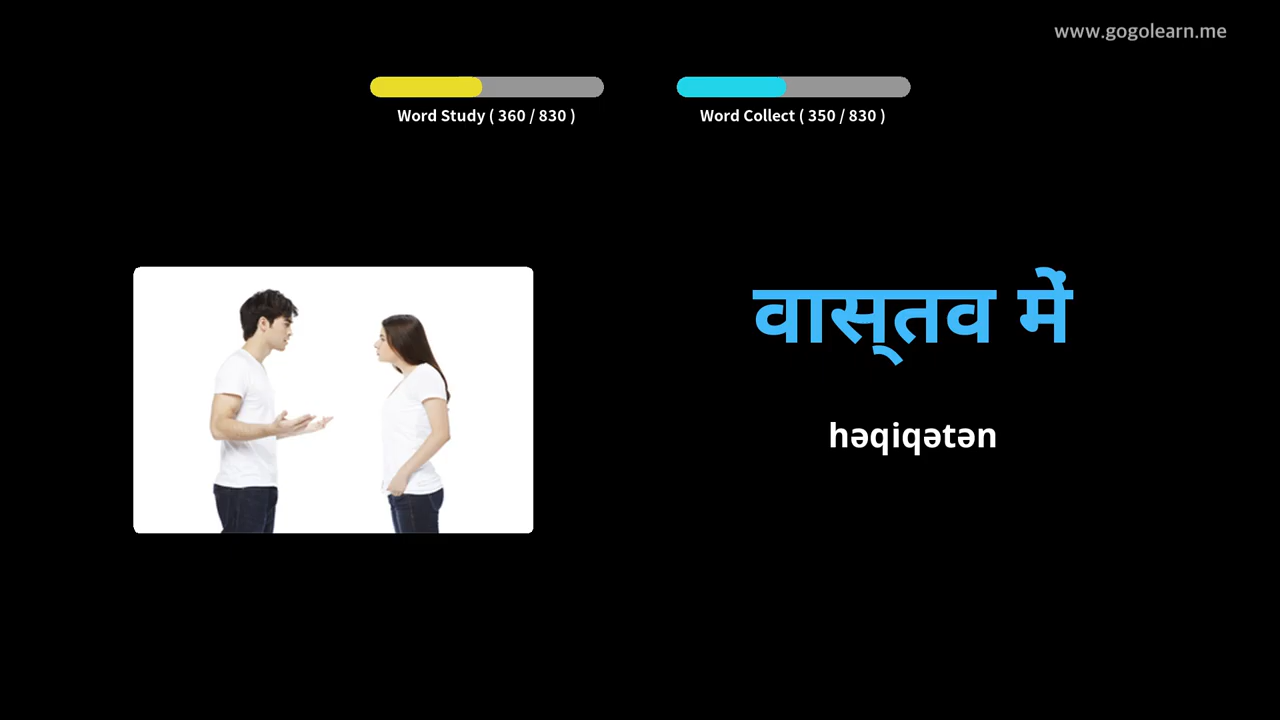 www.gogolearn.me
Word Study ( 360 / 830 )
Word Collect ( 350 / 830 )
वास्तव में
həqiqətən